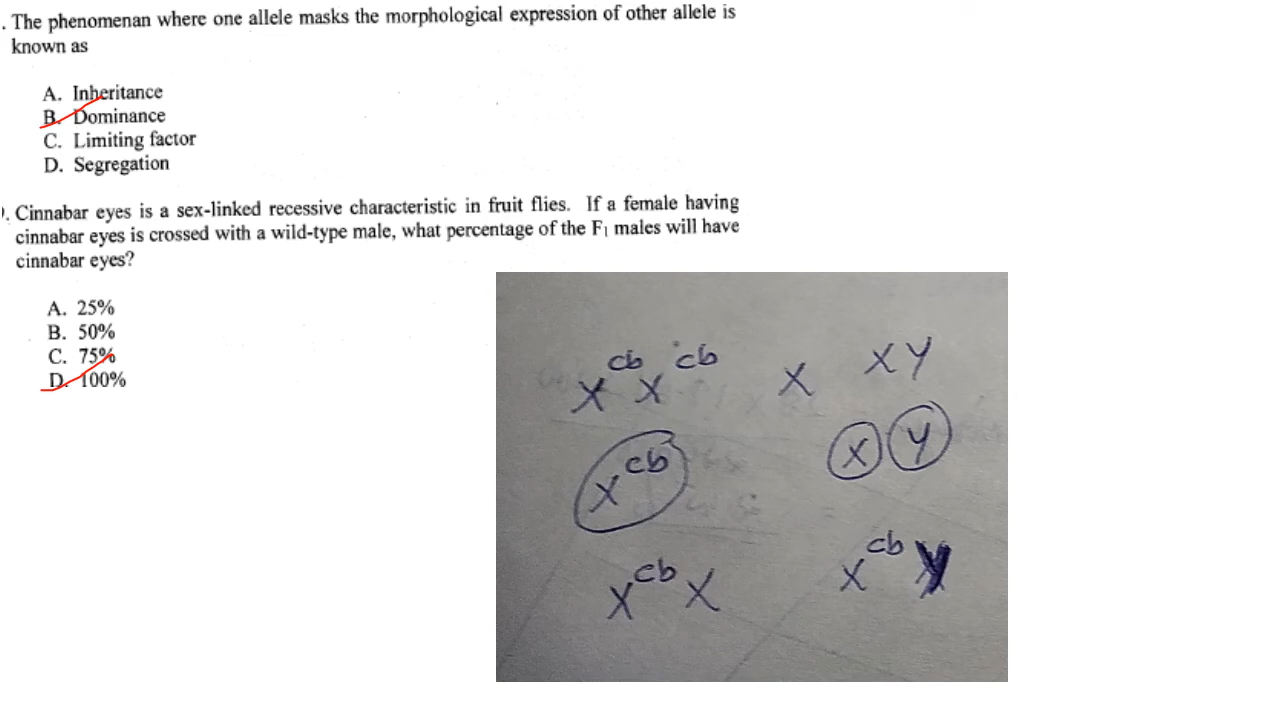 . The phenomenan where one allele masks the morphological expression of other allele is
known as
A. Inheritance
B. Dominance
C. Limiting factor
D. Segregation
. Cinnabar eyes is a sex-linked recessive characteristic in fruit flies. If a female having
cinnabar eyes is crossed with a wild-type male, what percentage of the F₁ males will have
cinnabar eyes?
A. 25%
B. 50%
C. 75%
D. 100%
X^cb X^cb X XY
X^cb X Y
X^cb X X^cb Y